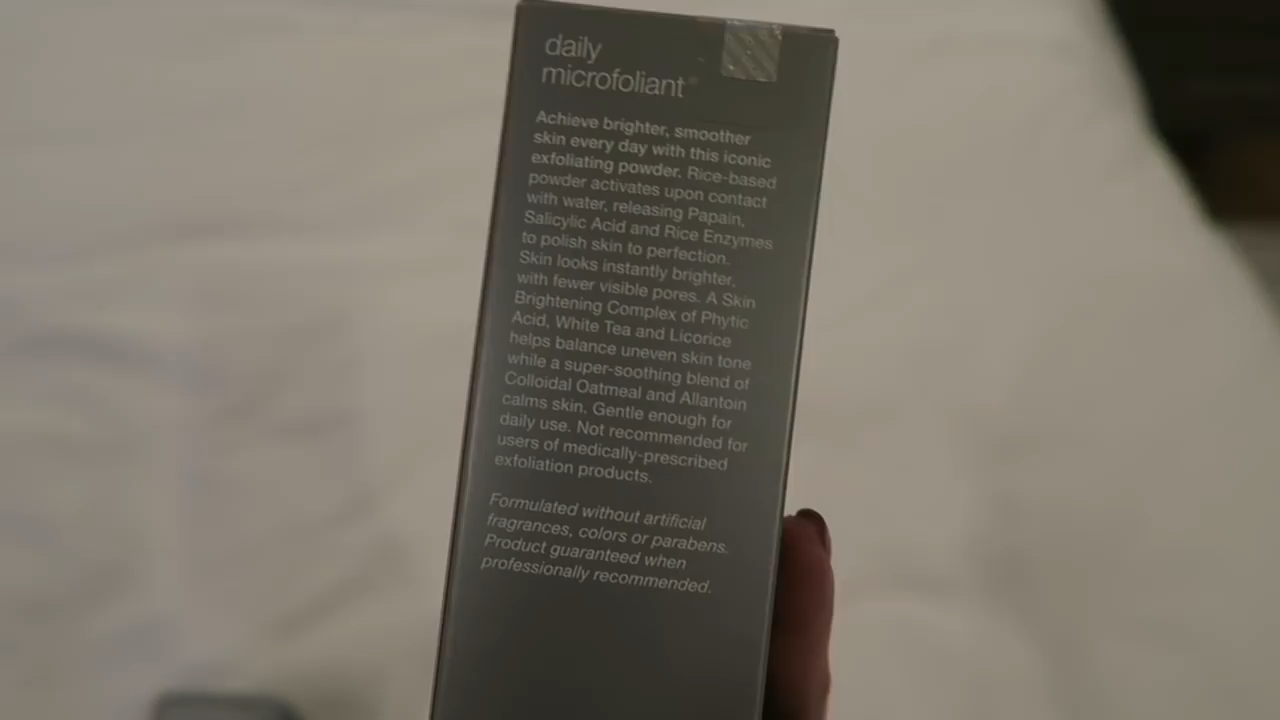 daily
microfoliant®
Achieve brighter, smoother
skin every day with this iconic
exfoliating powder. Rice-based
powder activates upon contact
with water, releasing Papain,
Salicylic Acid and Rice Enzymes
to polish skin to perfection.
Skin looks instantly brighter,
with fewer visible pores. A Skin
Brightening Complex of Phytic
Acid, White Tea and Licorice
helps balance uneven skin tone
while a super-soothing blend of
Colloidal Oatmeal and Allantoin
calms skin. Gentle enough for
daily use. Not recommended for
users of medically-prescribed
exfoliation products.
Formulated without artificial
fragrances, colors or parabens.
Product guaranteed when
professionally recommended.